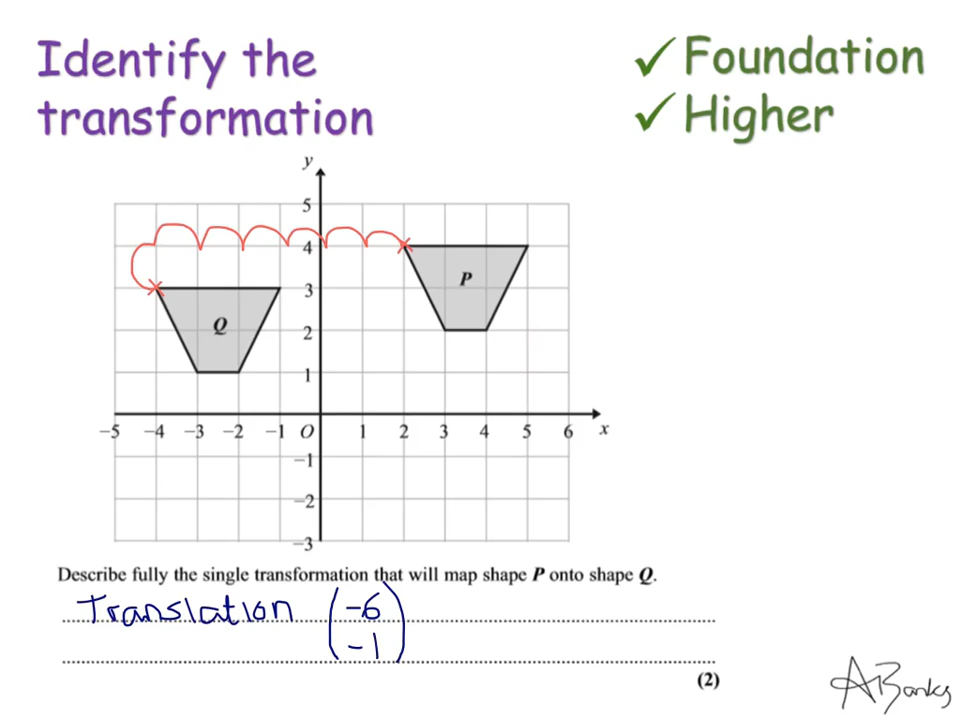 Identify the
transformation
✓ Foundation
✓ Higher
y
5
4
3
2
1
P
Q
−5 −4 −3 −2 −1 O 1 2 3 4 5 6 x
−1
−2
−3
Describe fully the single transformation that will map shape P onto shape Q.
Translation (-6
-1)
(2)
ABanks